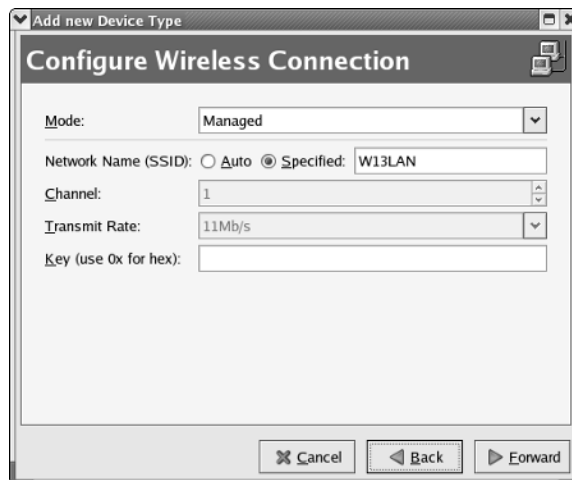 Add new Device Type
Configure Wireless Connection
Mode: Managed
Network Name (SSID): Auto Specified: W13LAN
Channel: 1
Transmit Rate: 11Mb/s
Key (use 0x for hex):
Cancel Back Forward